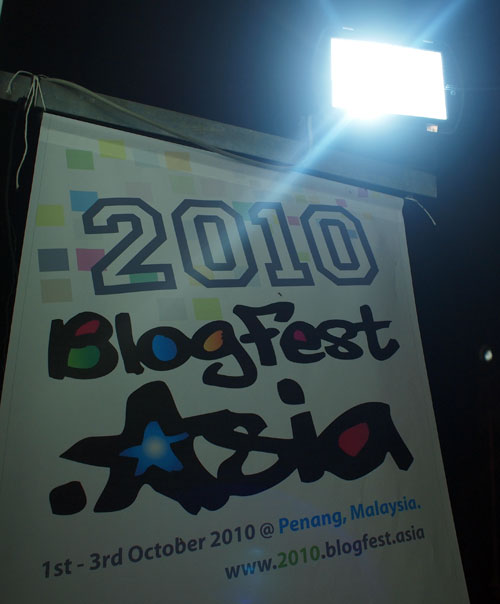 2010
Blogfest
.Asia
1st - 3rd October 2010 @ Penang, Malaysia.
www.2010.blogfest.asia